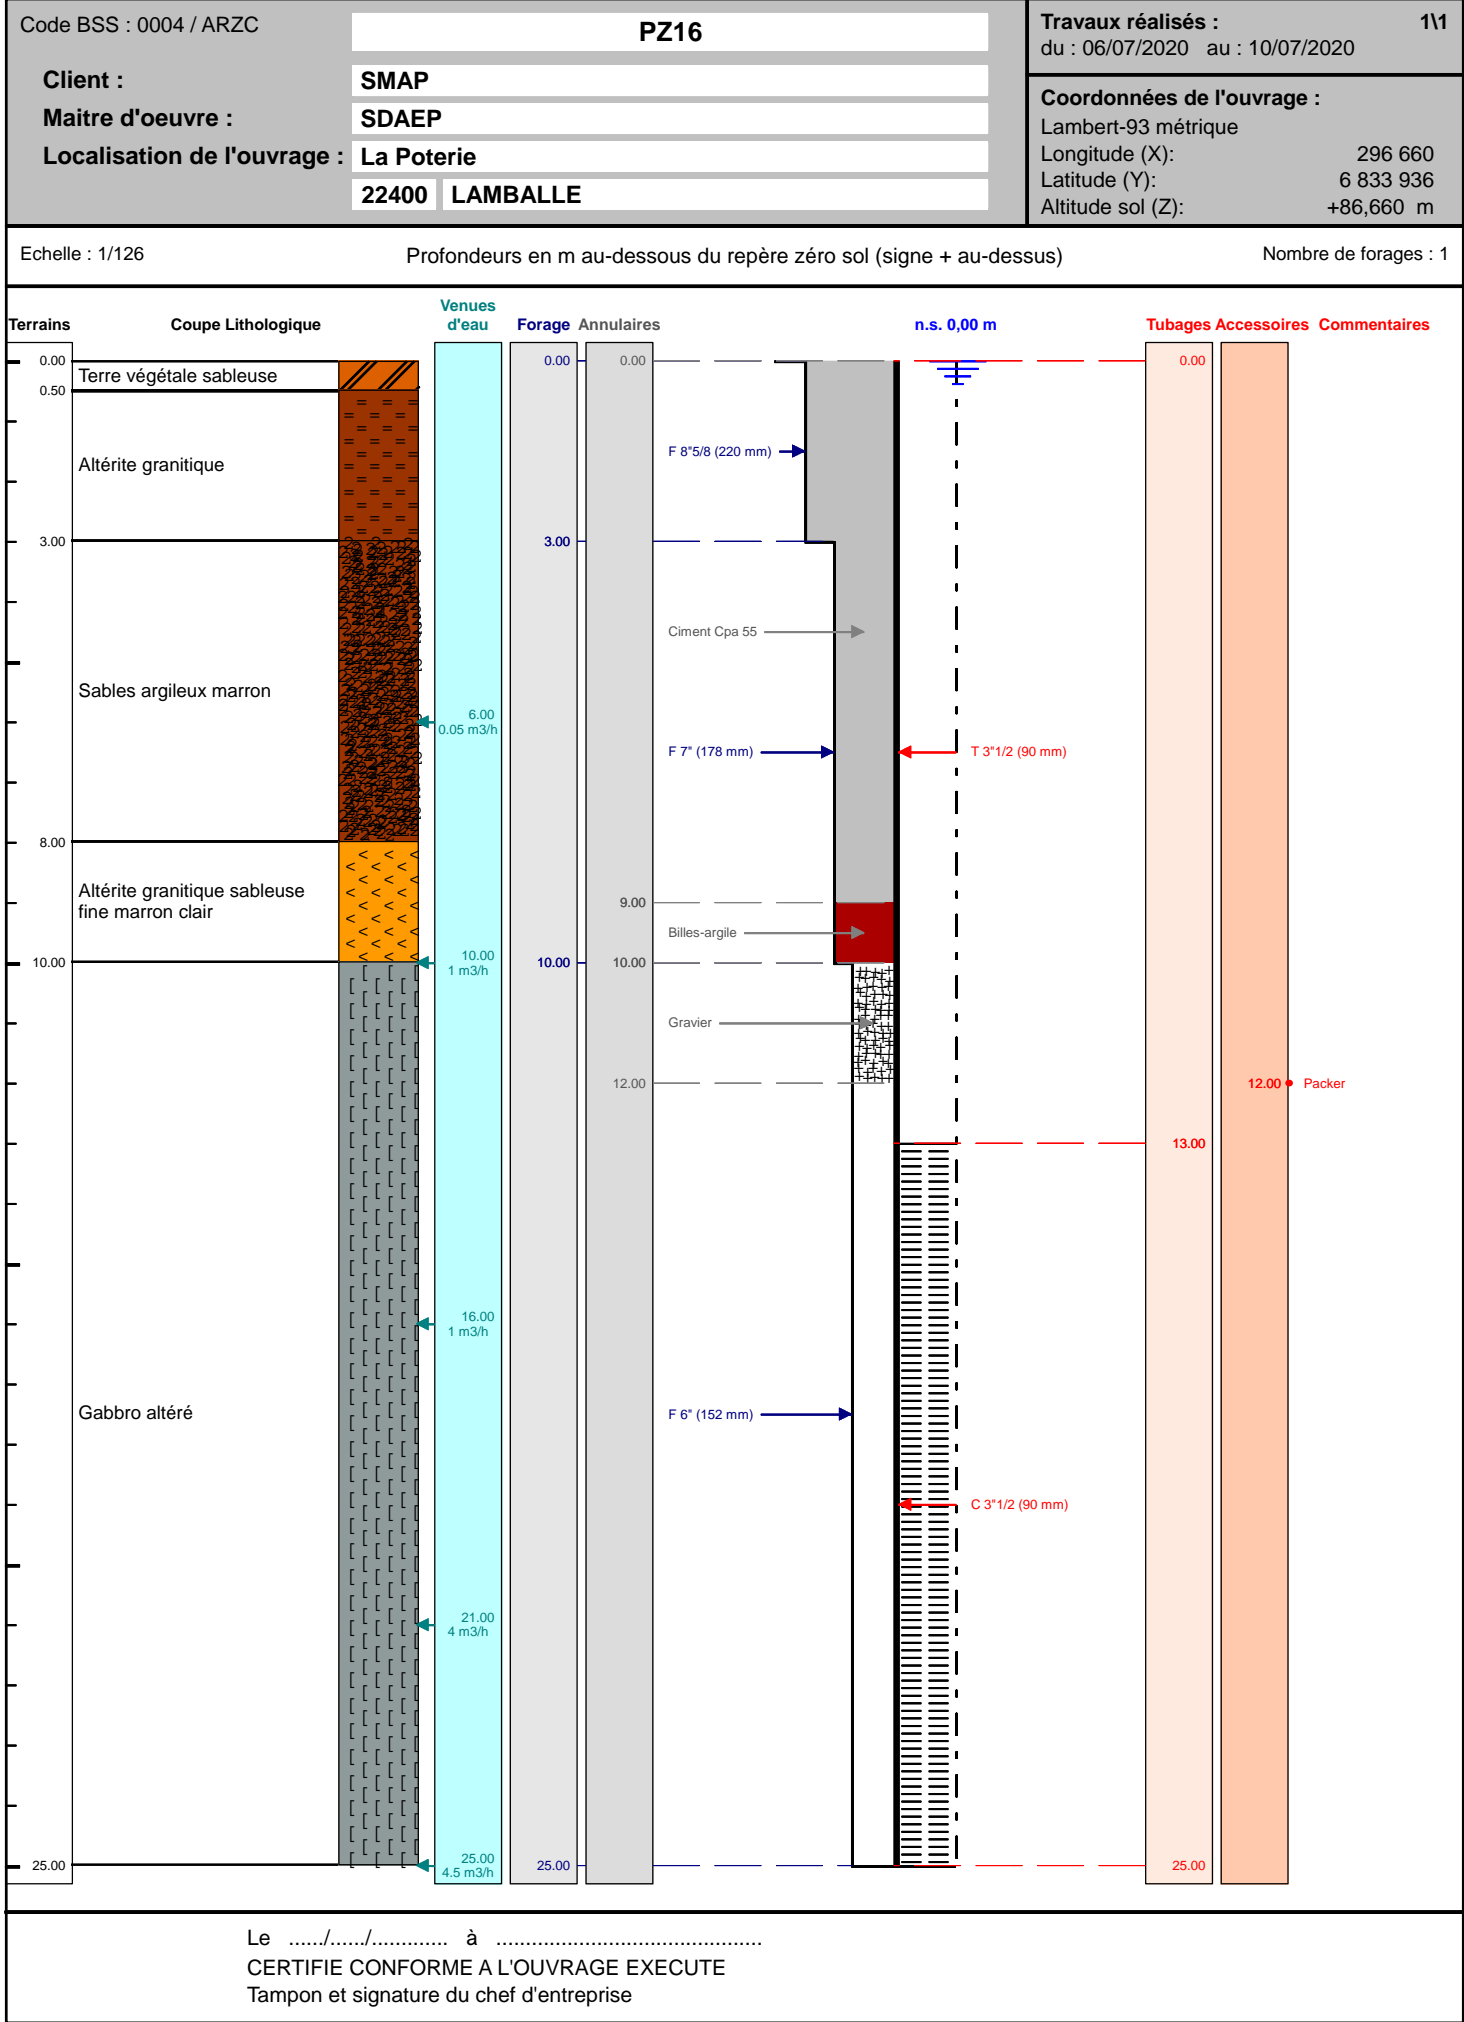 Code BSS : 0004 / ARZC
PZ16
Travaux réalisés : 1\1
du : 06/07/2020 au : 10/07/2020
Client : SMAP
Maitre d'oeuvre : SDAEP
Localisation de l'ouvrage : La Poterie
22400 LAMBALLE
Coordonnées de l'ouvrage :
Lambert-93 métrique
Longitude (X): 296 660
Latitude (Y): 6 833 936
Altitude sol (Z): +86,660 m
Echelle : 1/126
Profondeurs en m au-dessous du repère zéro sol (signe + au-dessus)
Nombre de forages : 1
Terrains
Coupe Lithologique
Venues
d'eau
Forage
Annulaires
n.s. 0,00 m
Tubages
Accessoires
Commentaires
0.00
0.00
0.00
0.00
Terre végétale sableuse
0.50
F 8"5/8 (220 mm)
Altérite granitique
3.00
3.00
Ciment Cpa 55
Sables argileux marron
6.00
0.05 m3/h
F 7" (178 mm)
T 3"1/2 (90 mm)
8.00
Altérite granitique sableuse
fine marron clair
9.00
Billes-argile
10.00
10.00
1 m3/h
10.00
10.00
Gravier
12.00
12.00
Packer
13.00
16.00
1 m3/h
Gabbro altéré
F 6" (152 mm)
C 3"1/2 (90 mm)
21.00
4 m3/h
25.00
25.00
4.5 m3/h
25.00
25.00
Le ....../....../............. à ............................................
CERTIFIE CONFORME A L'OUVRAGE EXECUTE
Tampon et signature du chef d'entreprise